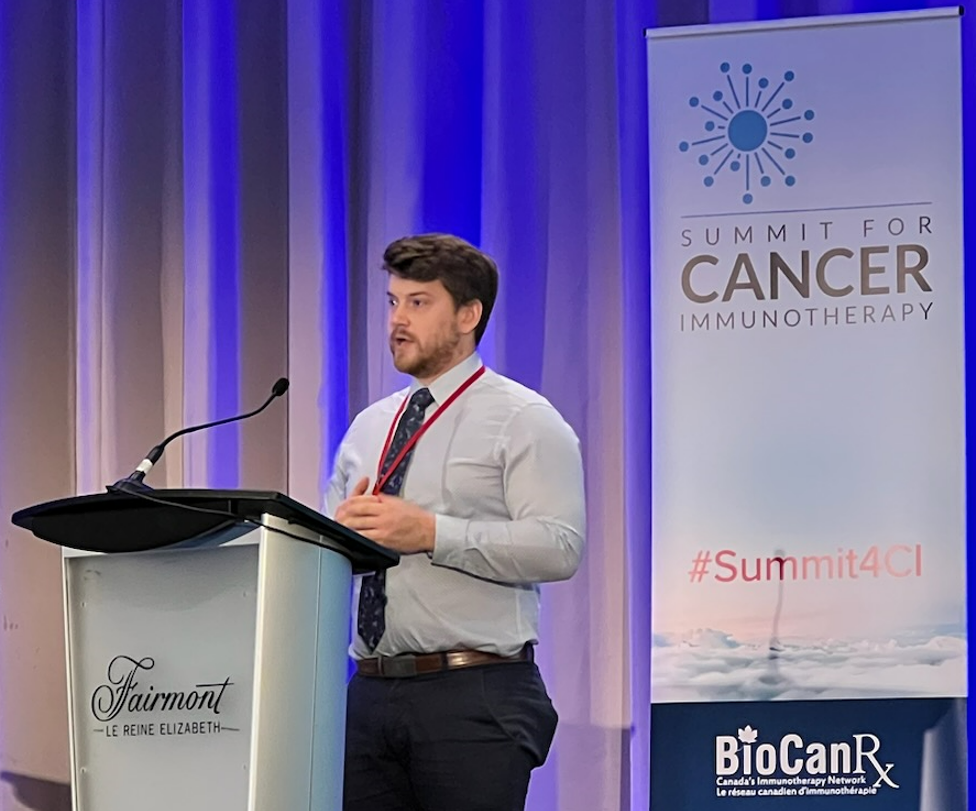 SUMMIT FOR
CANCER
IMMUNOTHERAPY
#Summit4CI
BioCanRx
Canada's Immunotherapy Network
Le réseau canadien d'immunothérapie
Fairmont
LE REINE ELIZABETH